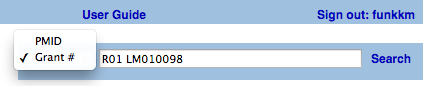 User Guide Sign out: funkkm
PMID
✓ Grant # R01 LM010098 Search